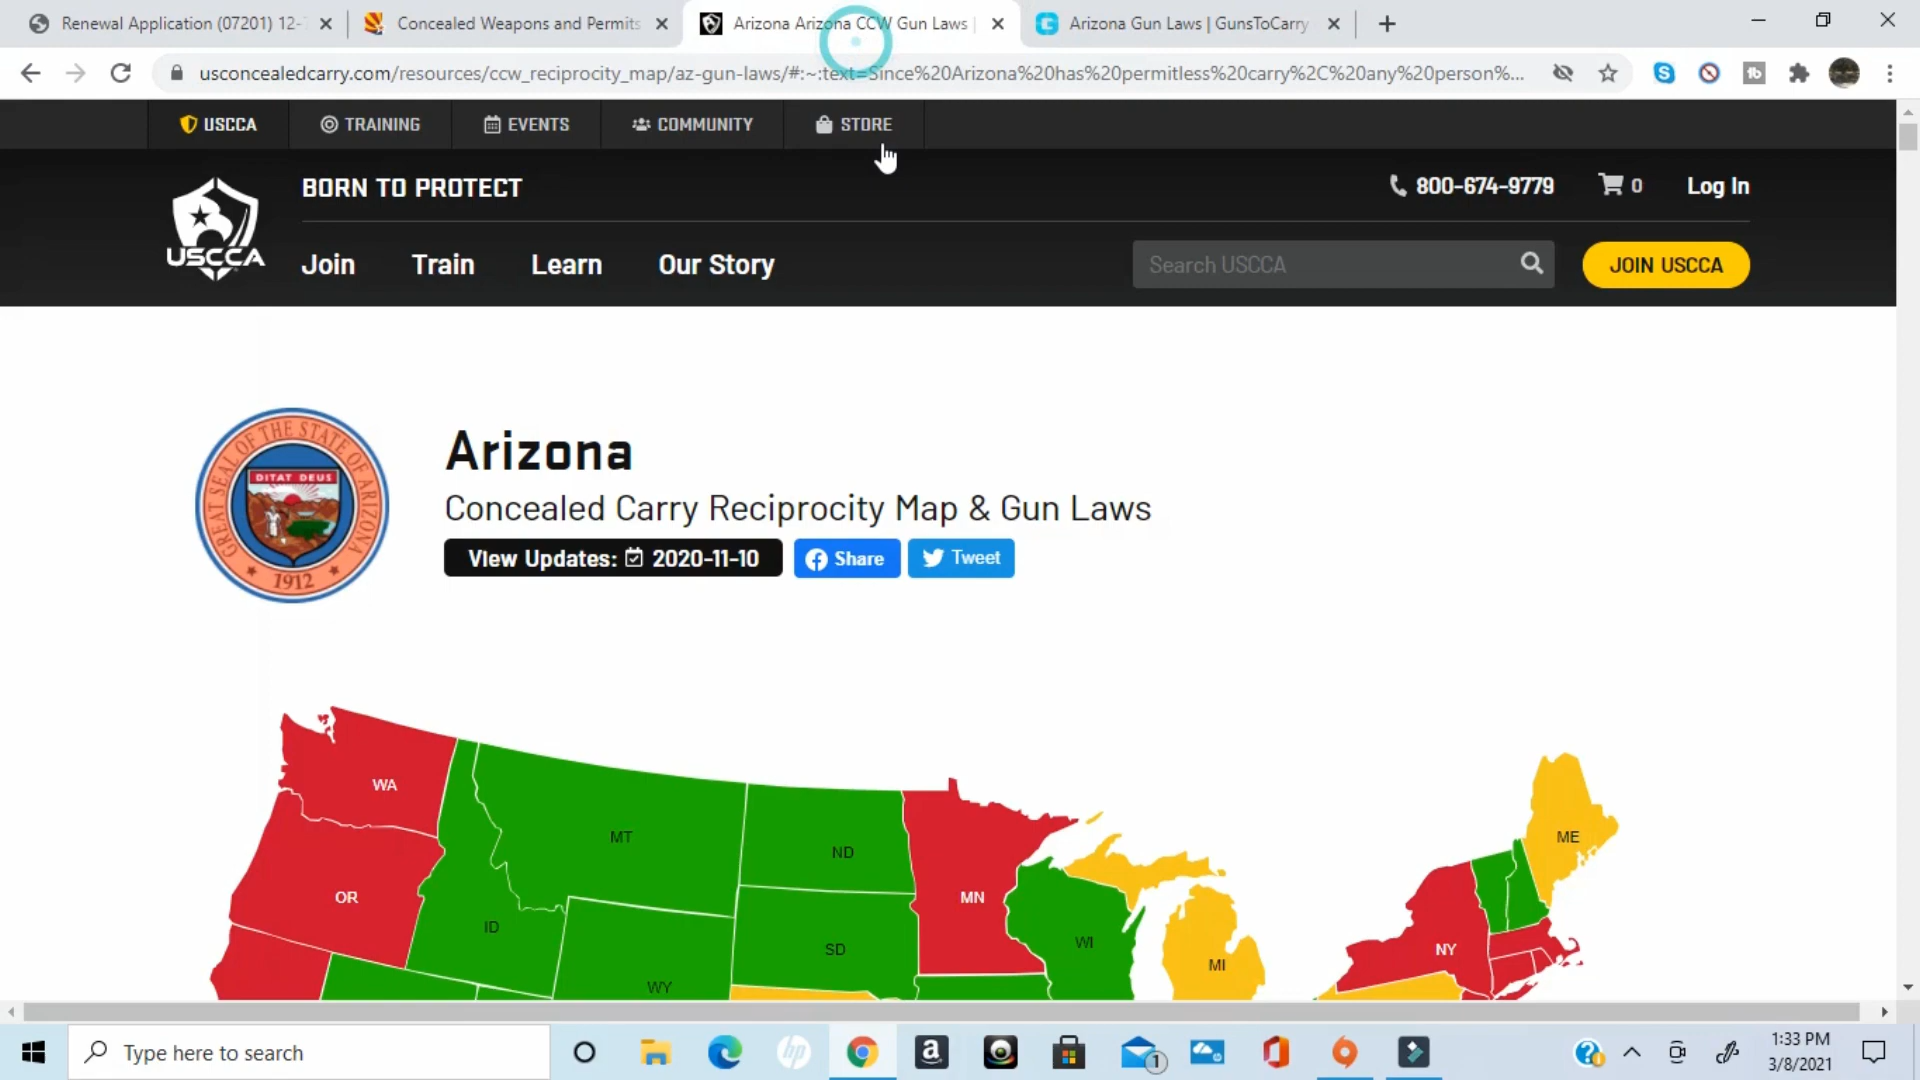 Renewal Application (07201) 12-
Concealed Weapons and Permits
Arizona Arizona CCW Gun Laws |
Arizona Gun Laws | GunsToCarry
usconcealedcarry.com/resources/ccw_reciprocity_map/az-gun-laws/#:~:text=Since%20Arizona%20has%20permitless%20carry%2C%20any%20person%...
USCCA
TRAINING
EVENTS
COMMUNITY
STORE
BORN TO PROTECT
800-674-9779
0
Log In
USCCA
Join
Train
Learn
Our Story
Search USCCA
JOIN USCCA
GREAT SEAL OF THE STATE OF ARIZONA
DITAT DEUS
1912
Arizona
Concealed Carry Reciprocity Map & Gun Laws
View Updates: 2020-11-10
Share
Tweet
WA
MT
ND
ME
OR
MN
ID
SD
WI
NY
MI
WY
Type here to search
hp
a
1
1:33 PM
3/8/2021